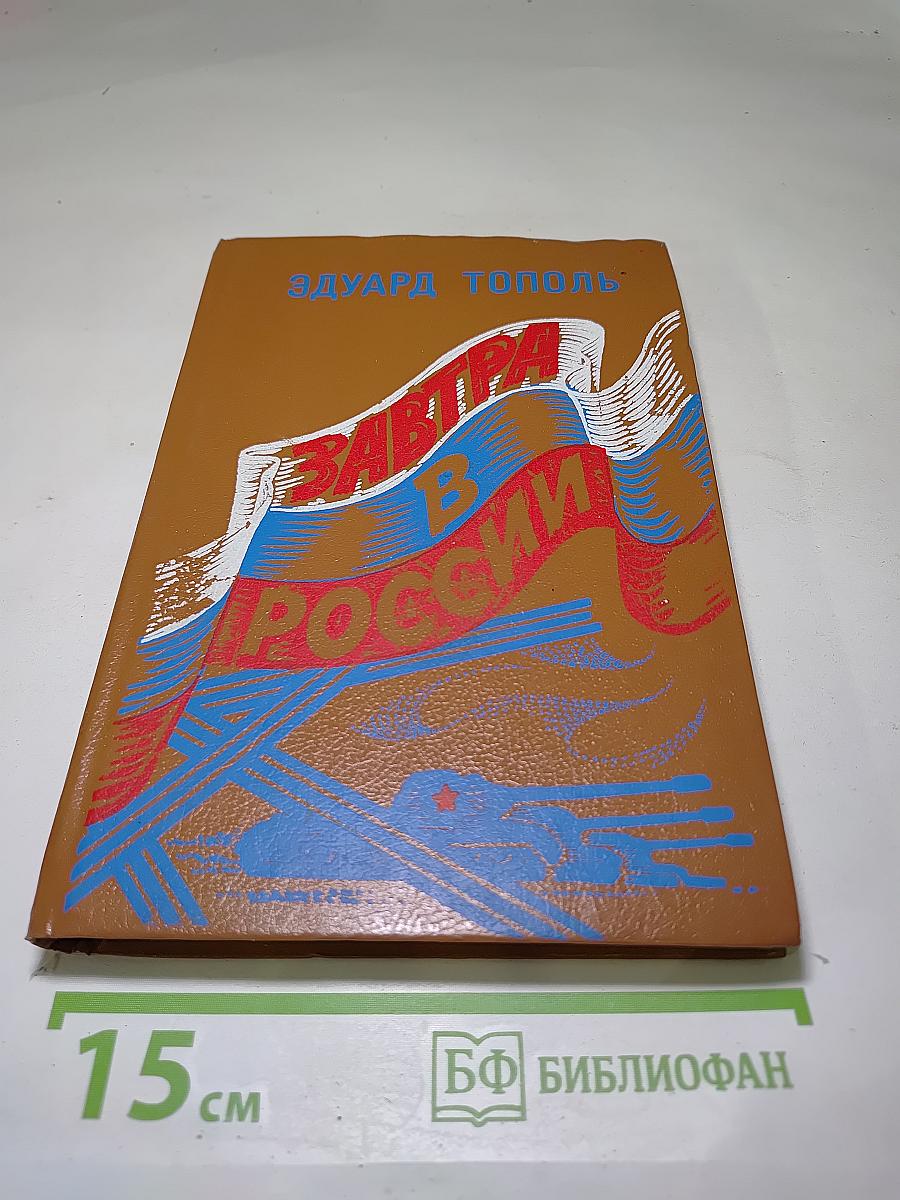 ЭДУАРД ТОПОЛЬ
ЗАВТРА
В
РОССИИ
15 см
БФ БИБЛИОФАН